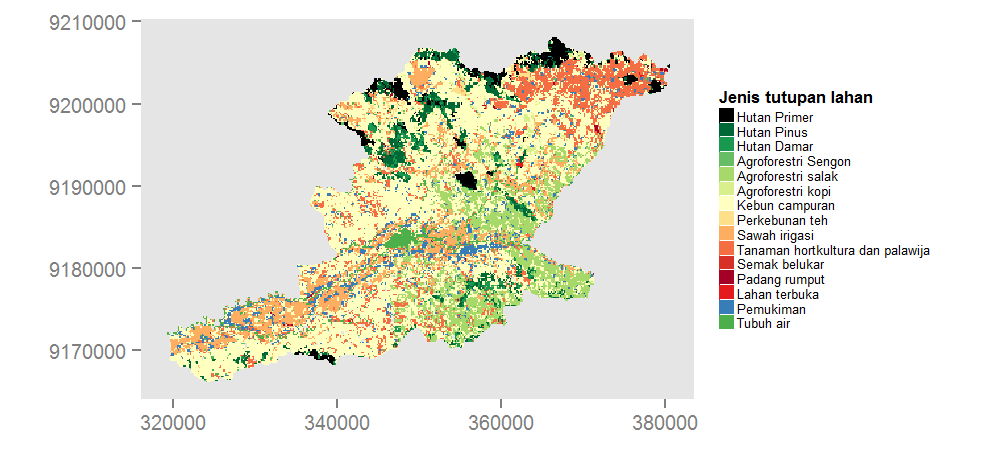 9210000
9200000
9190000
9180000
9170000
320000
340000
360000
380000
Jenis tutupan lahan
Hutan Primer
Hutan Pinus
Hutan Damar
Agroforestri Sengon
Agroforestri salak
Agroforestri kopi
Kebun campuran
Perkebunan teh
Sawah irigasi
Tanaman hortkultura dan palawija
Semak belukar
Padang rumput
Lahan terbuka
Pemukiman
Tubuh air